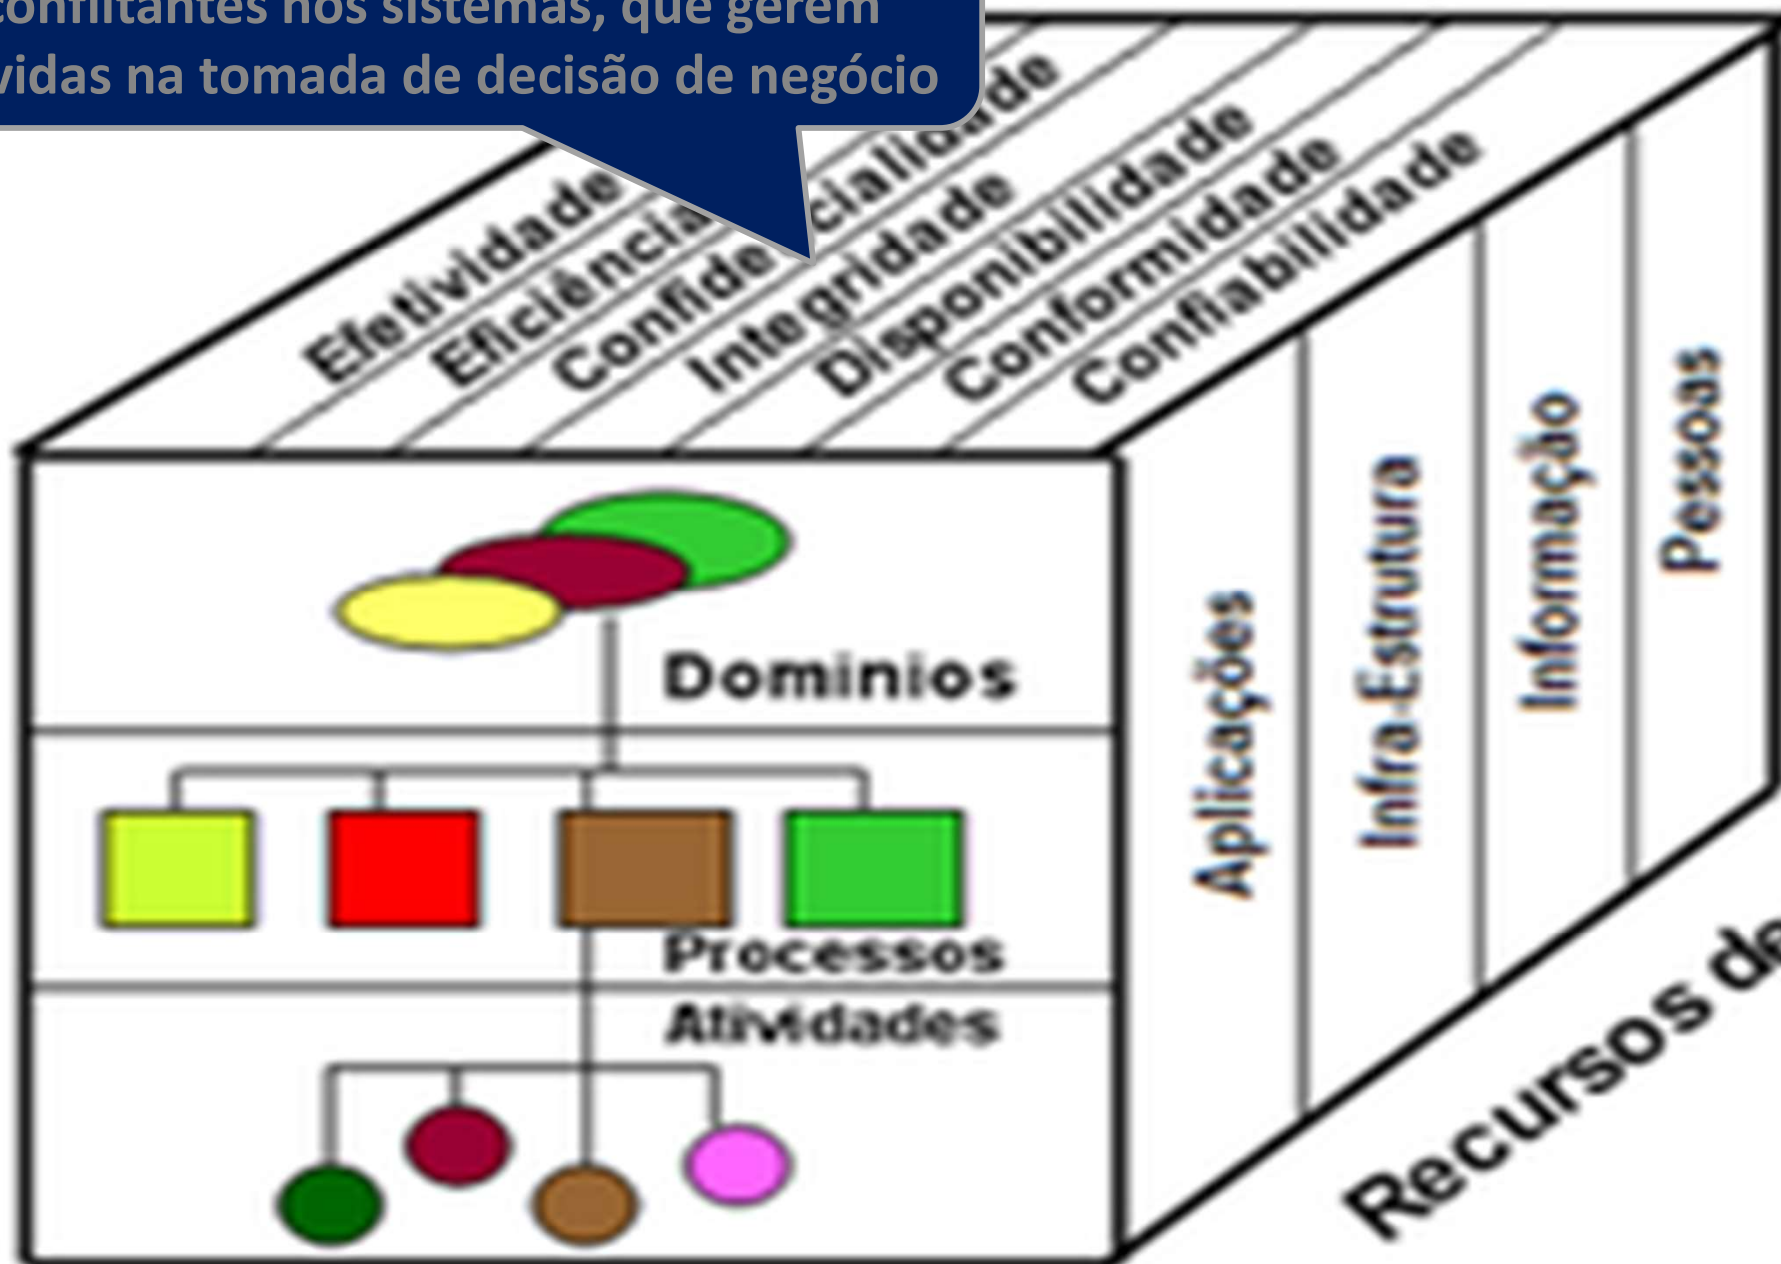 conflitantes nos sistemas, que gerem
na tomada de decisão de negócio
Efetividade
Eficiência
Integridade
Disponibilidade
Conformidade
Confiabilidade
Dominios
Processos
Atividades
Aplicações
Infra-Estrutura
Informação
Pessoas
Recursos de